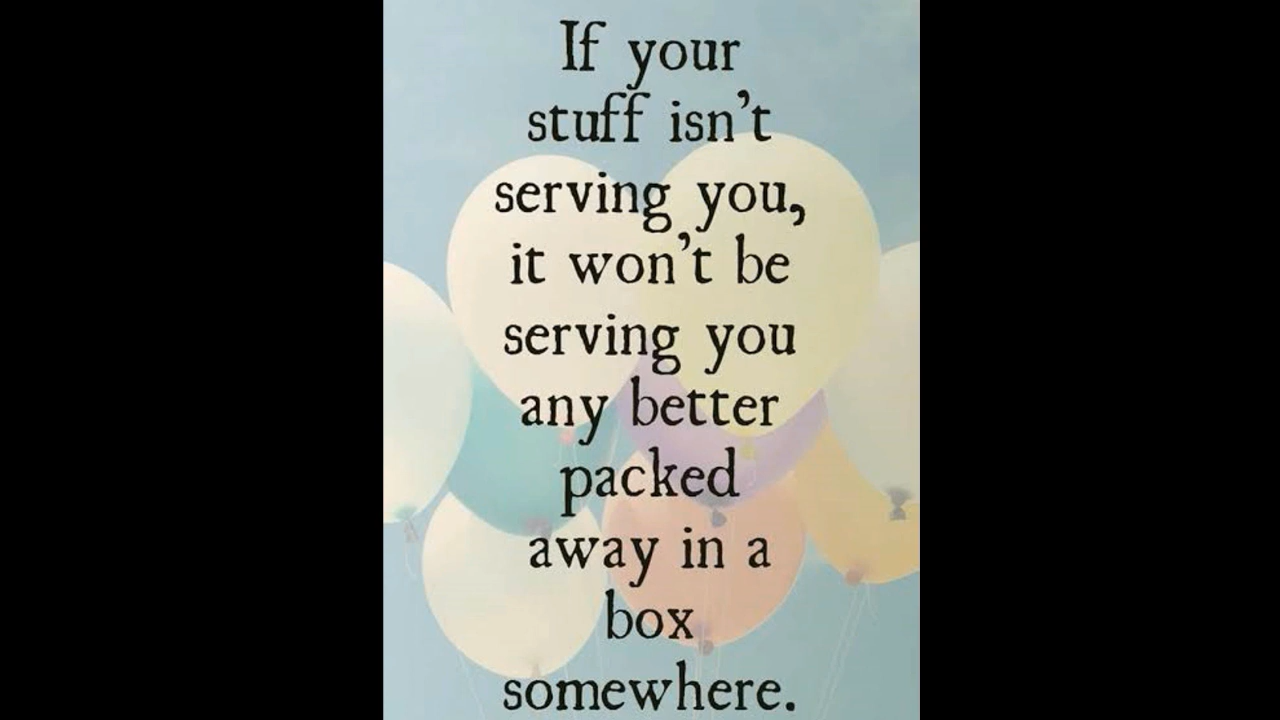 If your
stuff isn't
serving you,
it won't be
serving you
any better
packed
away in a
box
somewhere.